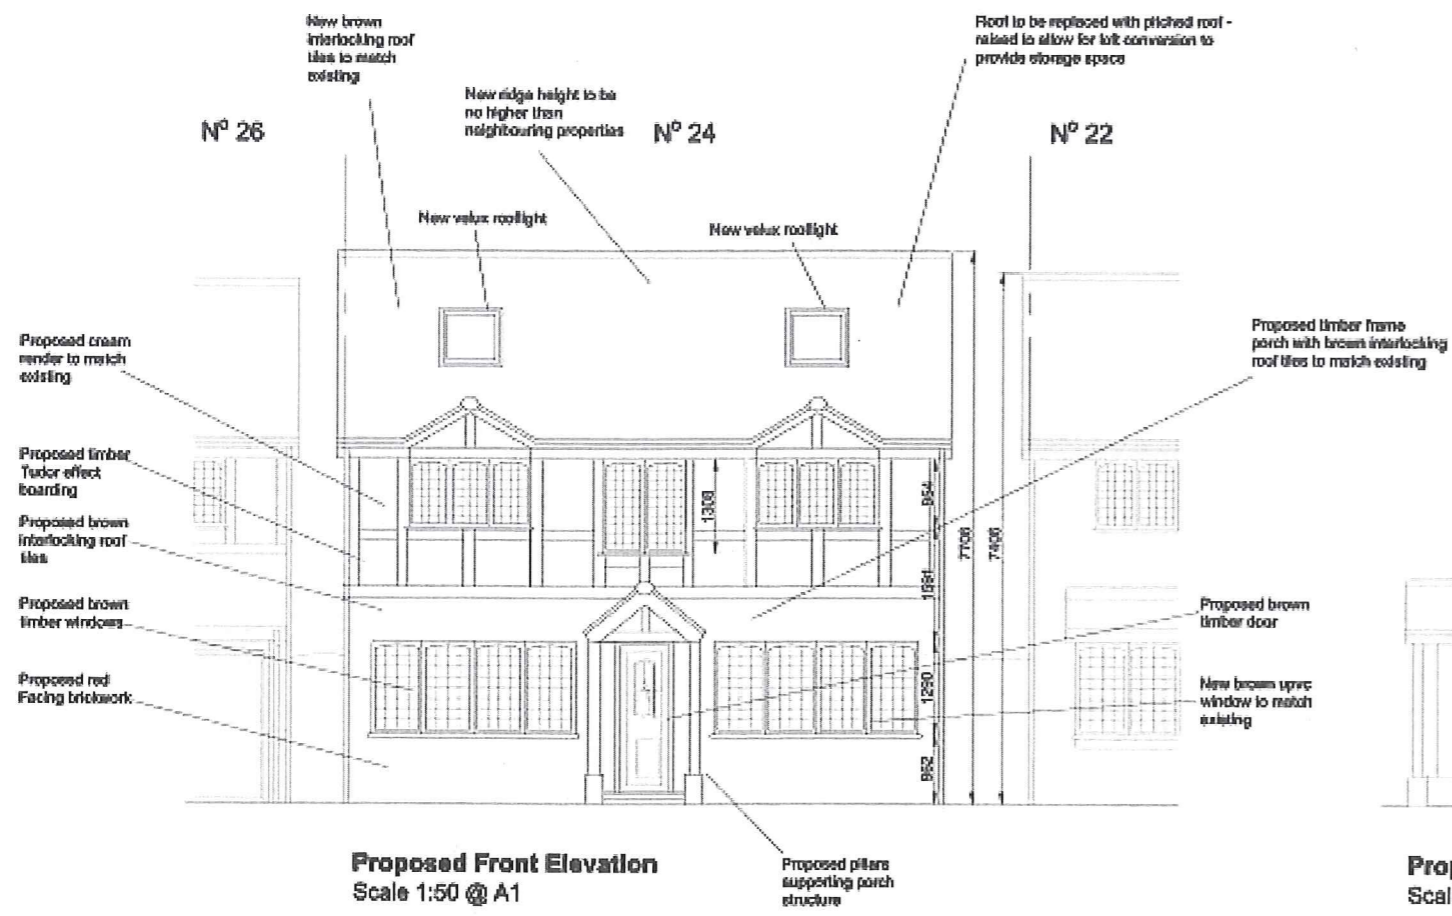 New brown
interlocking roof
tiles to match
existing
Roof to be replaced with pitched roof -
raised to allow for loft conversion to
provide storage space
New ridge height to be
no higher than
neighbouring properties
Nº 26
Nº 24
Nº 22
New velux rooflight
New velux rooflight
Proposed cream
render to match
existing
Proposed timber frame
porch with brown interlocking
roof tiles to match existing
Proposed timber
Tudor effect
boarding
Proposed brown
interlocking roof
tiles
Proposed brown
timber windows
Proposed red
Facing brickwork
1308
954
1591
1290
952
7706
7406
Proposed brown
timber door
New brown upvc
window to match
existing
Proposed pillars
supporting porch
structure
Proposed Front Elevation
Scale 1:50 @ A1
Prop
Scal